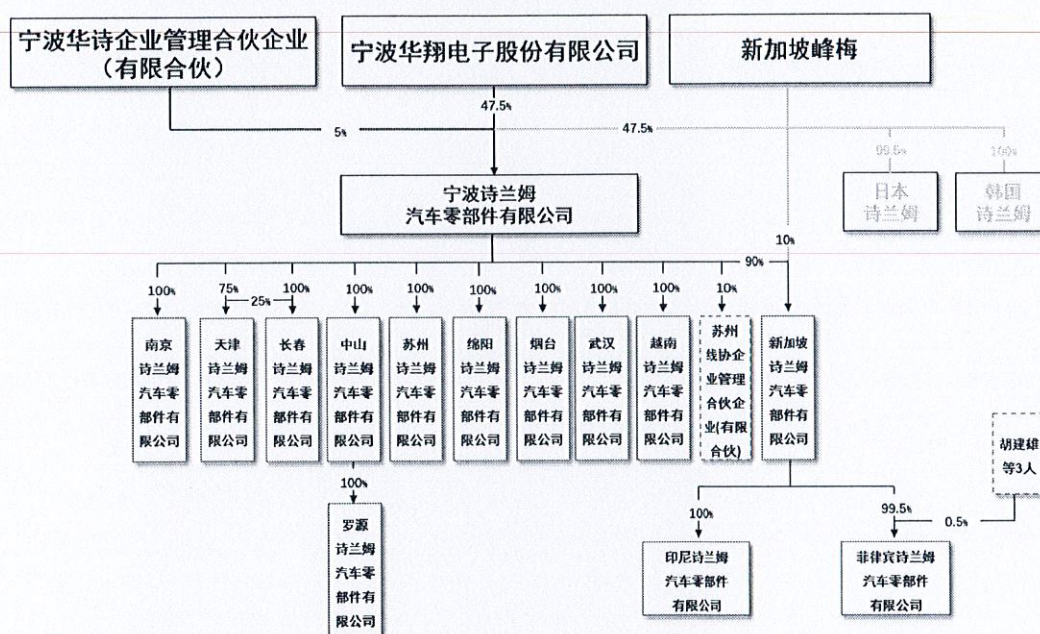 宁波华诗企业管理合伙企业
（有限合伙）
宁波华翔电子股份有限公司
新加坡峰梅
47.5%
5%
47.5%
99.5%
100%
日本
诗兰姆
韩国
诗兰姆
宁波诗兰姆
汽车零部件有限公司
10%
90%
100%
75%
25%
100%
100%
100%
100%
100%
100%
100%
10%
南京
诗兰姆
汽车零
部件有
限公司
天津
诗兰姆
汽车零
部件有
限公司
长春
诗兰姆
汽车零
部件有
限公司
中山
诗兰姆
汽车零
部件有
限公司
苏州
诗兰姆
汽车零
部件有
限公司
绵阳
诗兰姆
汽车零
部件有
限公司
烟台
诗兰姆
汽车零
部件有
限公司
武汉
诗兰姆
汽车零
部件有
限公司
越南
诗兰姆
汽车零
部件有
限公司
苏州
线协企
业管理
合伙企
业(有限
合伙)
新加坡
诗兰姆
汽车零
部件有
限公司
胡建雄
等3人
100%
罗源
诗兰姆
汽车零
部件有
限公司
100%
99.5%
0.5%
印尼诗兰姆
汽车零部件
有限公司
菲律宾诗兰姆
汽车零部件
有限公司